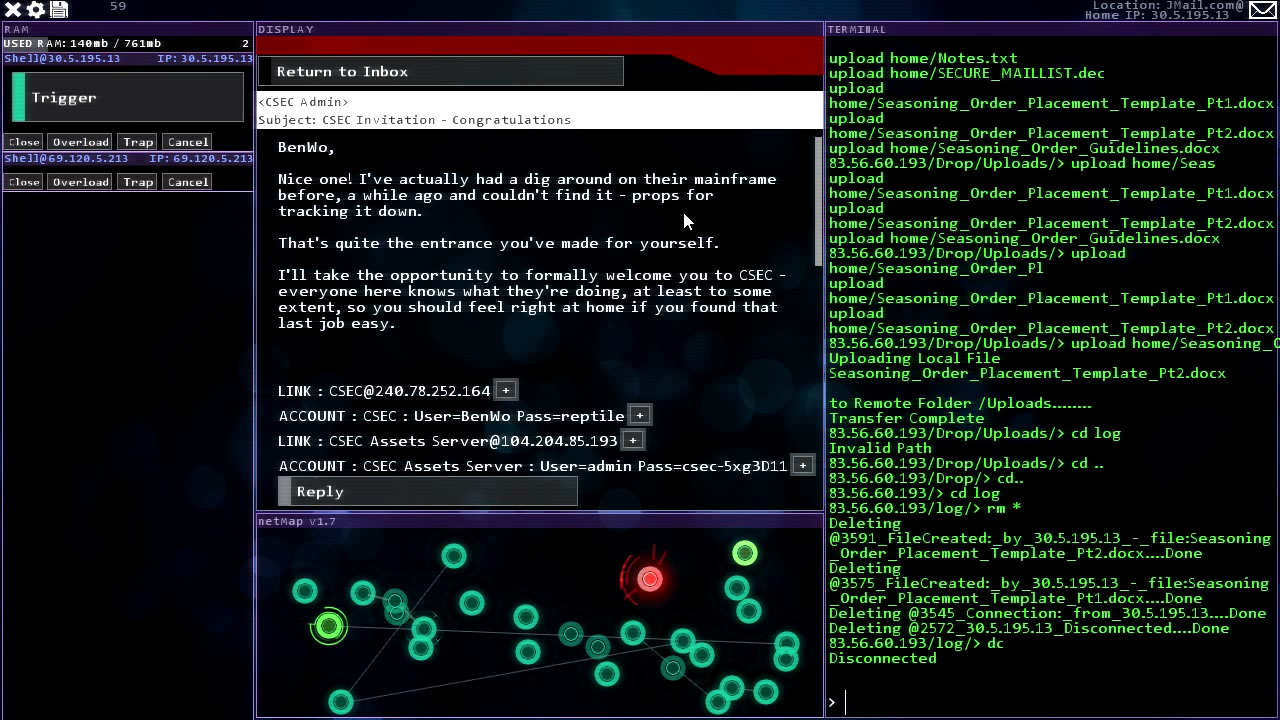 59
Location: JMail.com@
Home IP: 30.5.195.13
RAM
USED RAM: 140mb / 761mb 2
Shell@30.5.195.13 IP: 30.5.195.13
Trigger
Close Overload Trap Cancel
Shell@69.120.5.213 IP: 69.120.5.213
Close Overload Trap Cancel
DISPLAY
Return to Inbox
<CSEC Admin>
Subject: CSEC Invitation - Congratulations
BenWo,
Nice one! I've actually had a dig around on their mainframe
before, a while ago and couldn't find it - props for
tracking it down.
That's quite the entrance you've made for yourself.
I'll take the opportunity to formally welcome you to CSEC -
everyone here knows what they're doing, at least to some
extent, so you should feel right at home if you found that
last job easy.
LINK : CSEC@240.78.252.164 +
ACCOUNT : CSEC : User=BenWo Pass=reptile +
LINK : CSEC Assets Server@104.204.85.193 +
ACCOUNT : CSEC Assets Server : User=admin Pass=csec-5xg3D11 +
Reply
netMap v1.7
TERMINAL
upload home/Notes.txt
upload home/SECURE_MAILLIST.dec
upload
home/Seasoning_Order_Placement_Template_Pt1.docx
upload
home/Seasoning_Order_Placement_Template_Pt2.docx
upload home/Seasoning_Order_Guidelines.docx
83.56.60.193/Drop/Uploads/> upload home/Seas
upload
home/Seasoning_Order_Placement_Template_Pt1.docx
upload
home/Seasoning_Order_Placement_Template_Pt2.docx
upload home/Seasoning_Order_Guidelines.docx
83.56.60.193/Drop/Uploads/> upload
home/Seasoning_Order_Pl
upload
home/Seasoning_Order_Placement_Template_Pt1.docx
upload
home/Seasoning_Order_Placement_Template_Pt2.docx
83.56.60.193/Drop/Uploads/> upload home/Seasoning_O
Uploading Local File
Seasoning_Order_Placement_Template_Pt2.docx
to Remote Folder /Uploads........
Transfer Complete
83.56.60.193/Drop/Uploads/> cd log
Invalid Path
83.56.60.193/Drop/Uploads/> cd ..
83.56.60.193/Drop/> cd..
83.56.60.193/> cd log
83.56.60.193/log/> rm *
Deleting
@3591_FileCreated:_by_30.5.195.13_-_file:Seasoning
_Order_Placement_Template_Pt2.docx....Done
Deleting
@3575_FileCreated:_by_30.5.195.13_-_file:Seasoning
_Order_Placement_Template_Pt1.docx....Done
Deleting @3545_Connection:_from_30.5.195.13....Done
Deleting @2572_30.5.195.13_Disconnected....Done
83.56.60.193/log/> dc
Disconnected
>